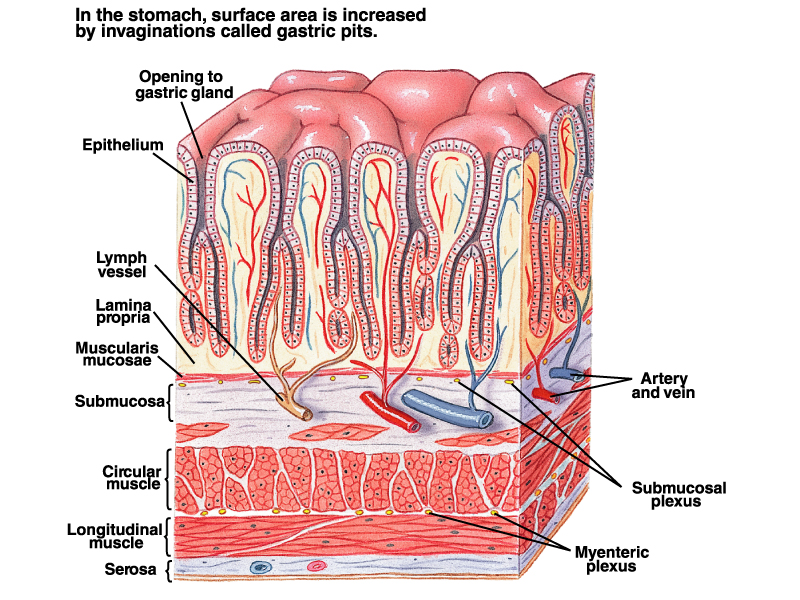 In the stomach, surface area is increased
by invaginations called gastric pits.
Opening to
gastric gland
Epithelium
Lymph
vessel
Lamina
propria
Muscularis
mucosae
Submucosa
Circular
muscle
Longitudinal
muscle
Serosa
Artery
and vein
Submucosal
plexus
Myenteric
plexus